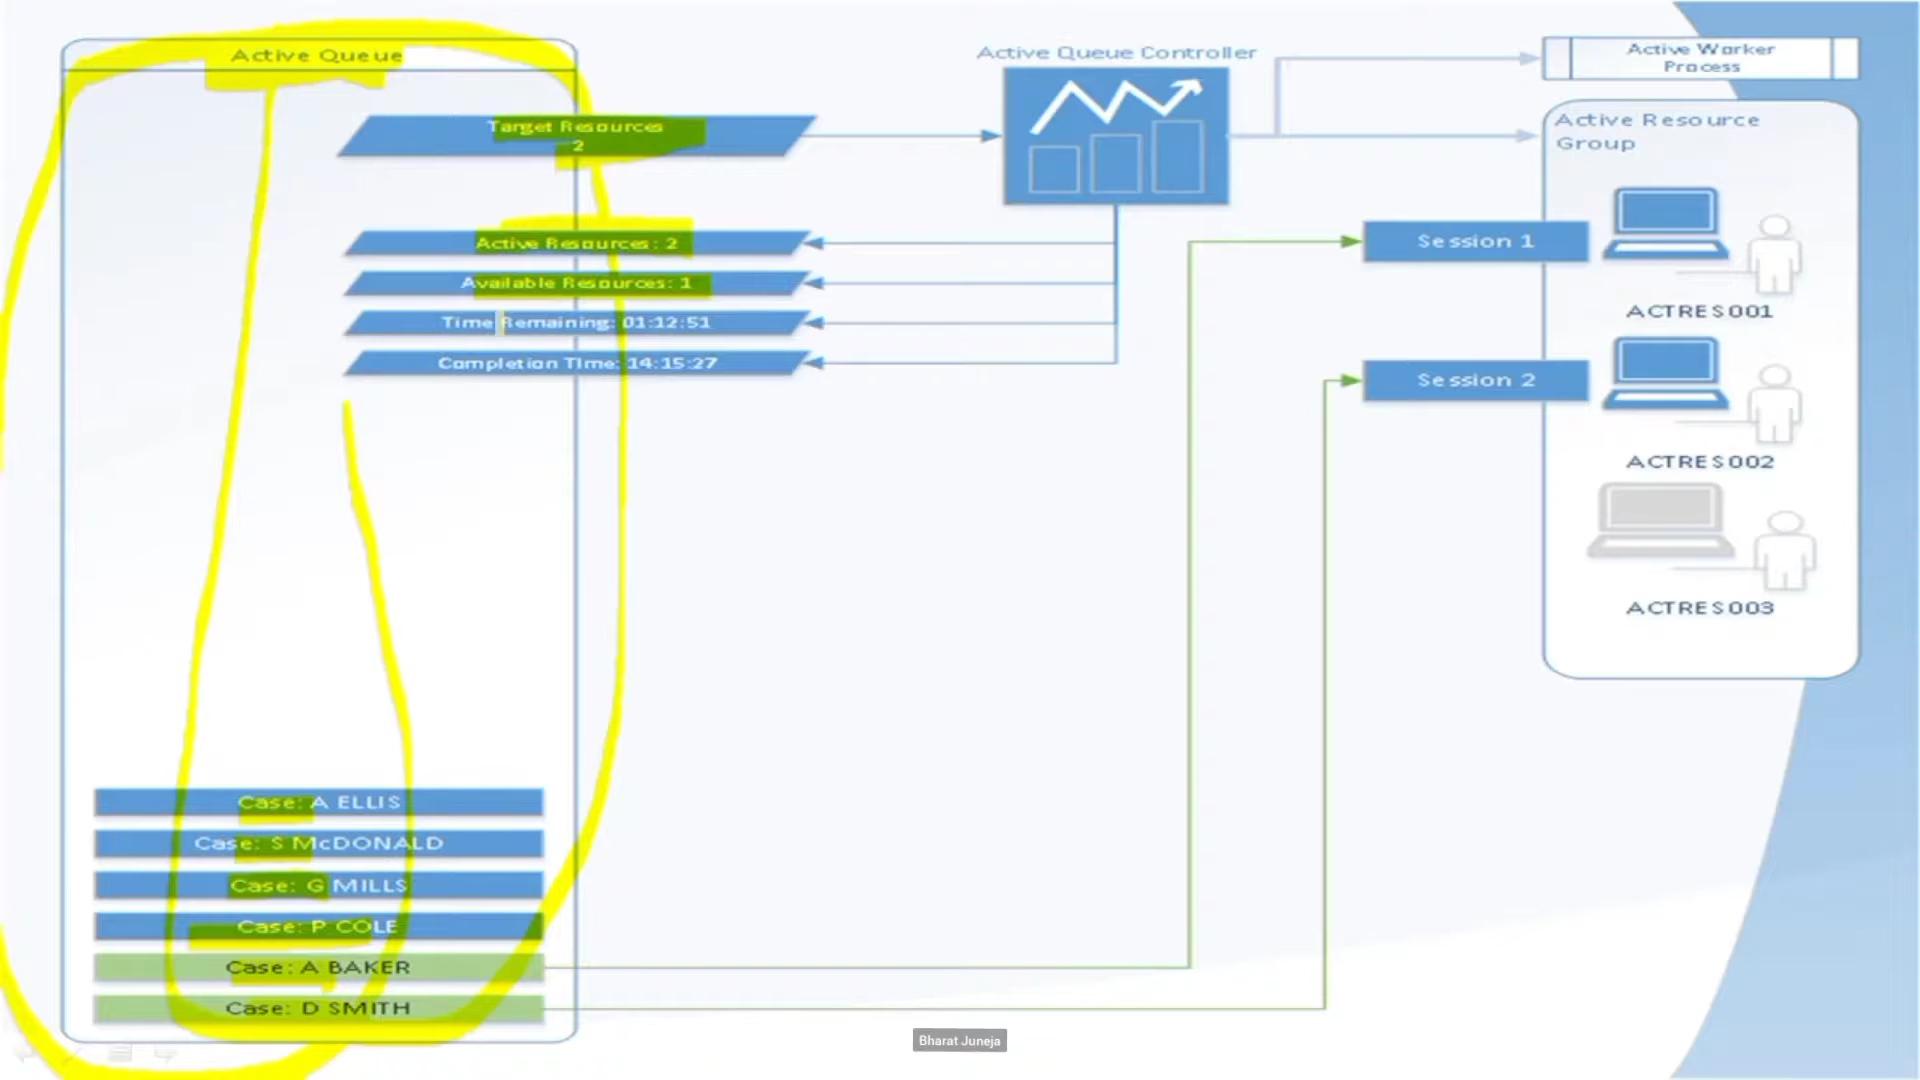 Active Queue
Target Resources
2
Active Resources: 2
Available Resources: 1
Time Remaining: 01:12:51
Completion TIme: 14:15:27
Case: A ELLIS
Case: S McDONALD
Case: G MILLS
Case: P COLE
Case: A BAKER
Case: D SMITH
Active Queue Controller
Active Worker
Process
Active Resource
Group
Session 1
ACTRES001
Session 2
ACTRES002
ACTRES003
Bharat Juneja